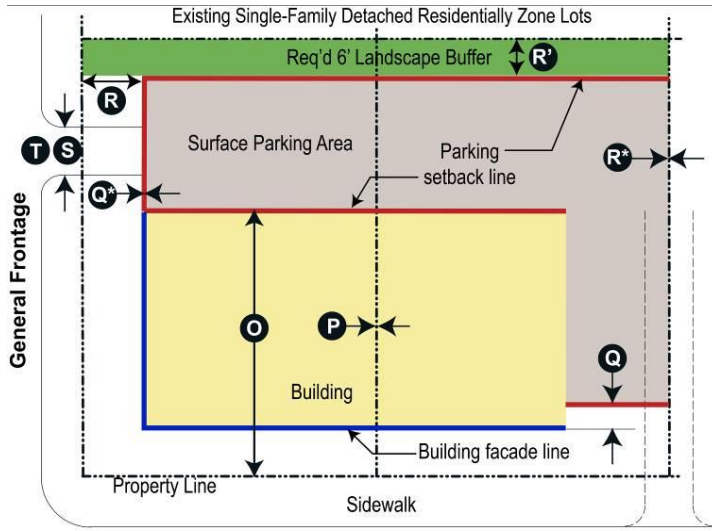 Existing Single-Family Detached Residentially Zone Lots
Req'd 6' Landscape Buffer
R'
R
T S
Surface Parking Area
Parking
setback line
R*
Q*
General Frontage
O
P
Q
Building
Building facade line
Property Line
Sidewalk